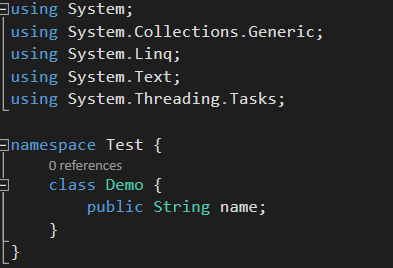 using System;
using System.Collections.Generic;
using System.Linq;
using System.Text;
using System.Threading.Tasks;
namespace Test {
0 references
class Demo {
public String name;
}
}